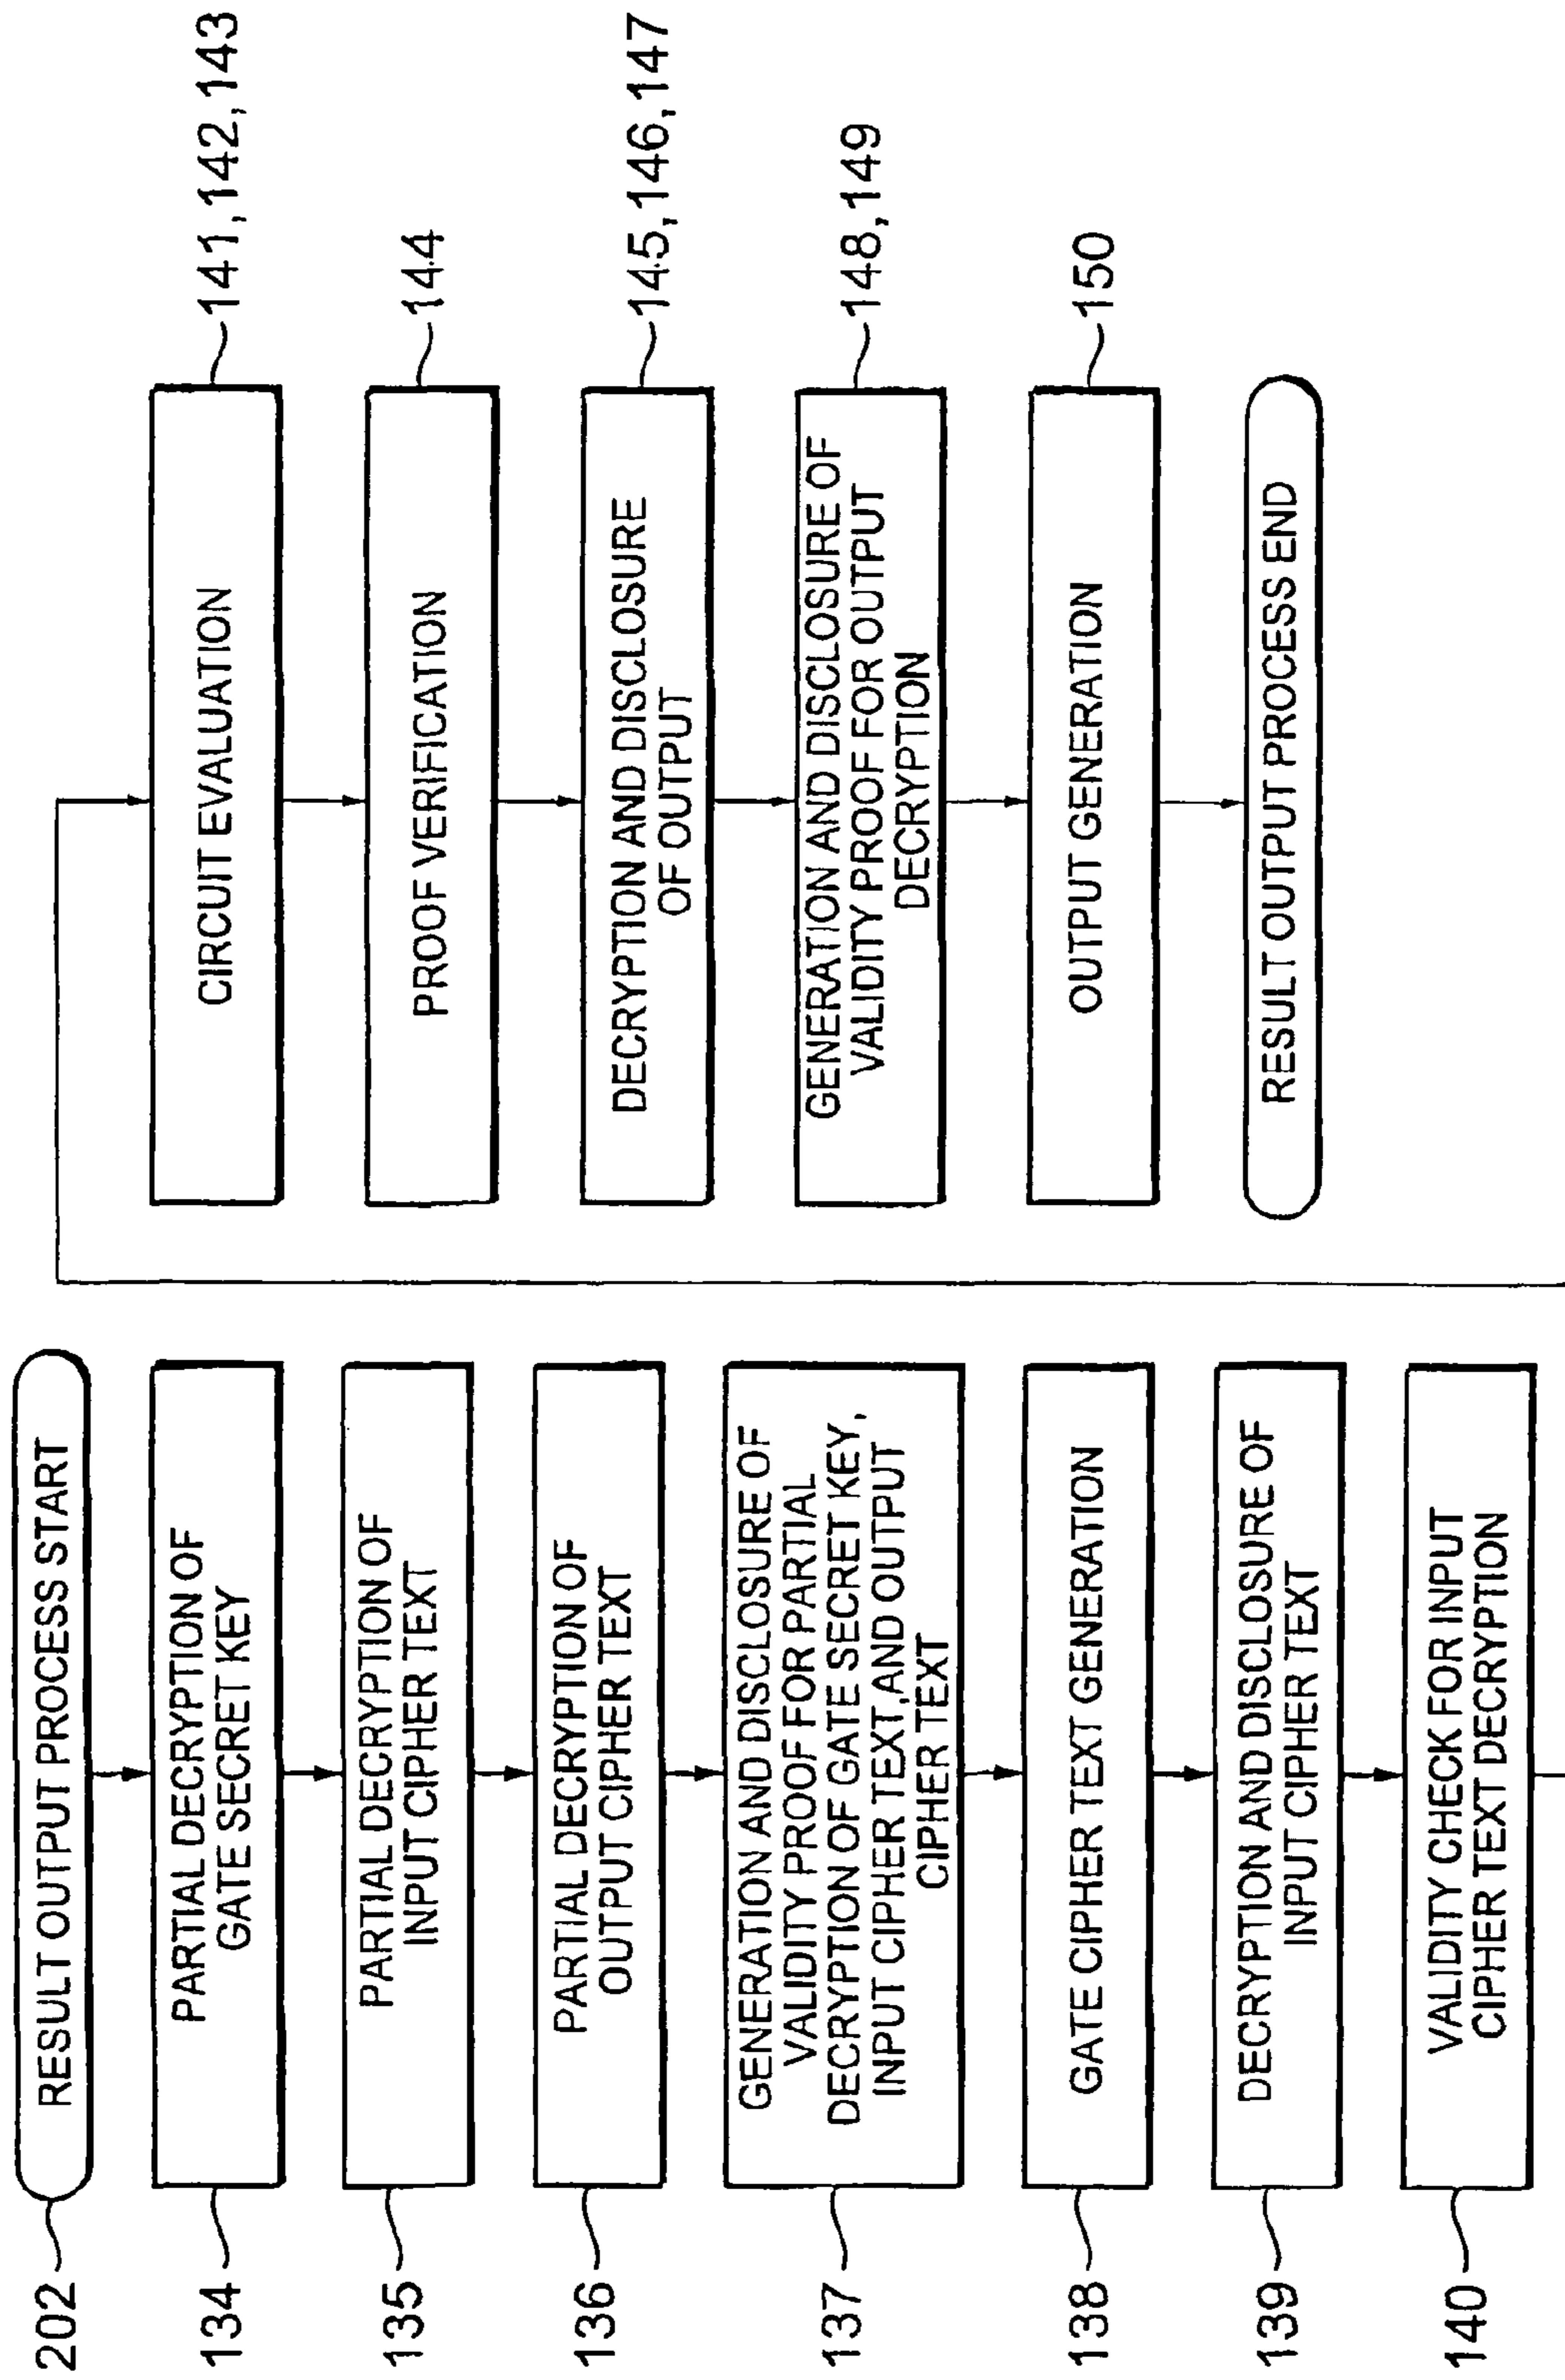 202
RESULT OUTPUT PROCESS START
134
PARTIAL DECRYPTION OF
GATE SECRET KEY
135
PARTIAL DECRYPTION OF
INPUT CIPHER TEXT
136
PARTIAL DECRYPTION OF
OUTPUT CIPHER TEXT
137
GENERATION AND DISCLOSURE OF
VALIDITY PROOF FOR PARTIAL
DECRYPTION OF GATE SECRET KEY,
INPUT CIPHER TEXT,AND OUTPUT
CIPHER TEXT
138
GATE CIPHER TEXT GENERATION
139
DECRYPTION AND DISCLOSURE OF
INPUT CIPHER TEXT
140
VALIDITY CHECK FOR INPUT
CIPHER TEXT DECRYPTION
CIRCUIT EVALUATION
141,142,143
PROOF VERIFICATION
144
DECRYPTION AND DISCLOSURE
OF OUTPUT
145,146,147
GENERATION AND DISCLOSURE OF
VALIDITY PROOF FOR OUTPUT
DECRYPTION
148,149
OUTPUT GENERATION
150
RESULT OUTPUT PROCESS END